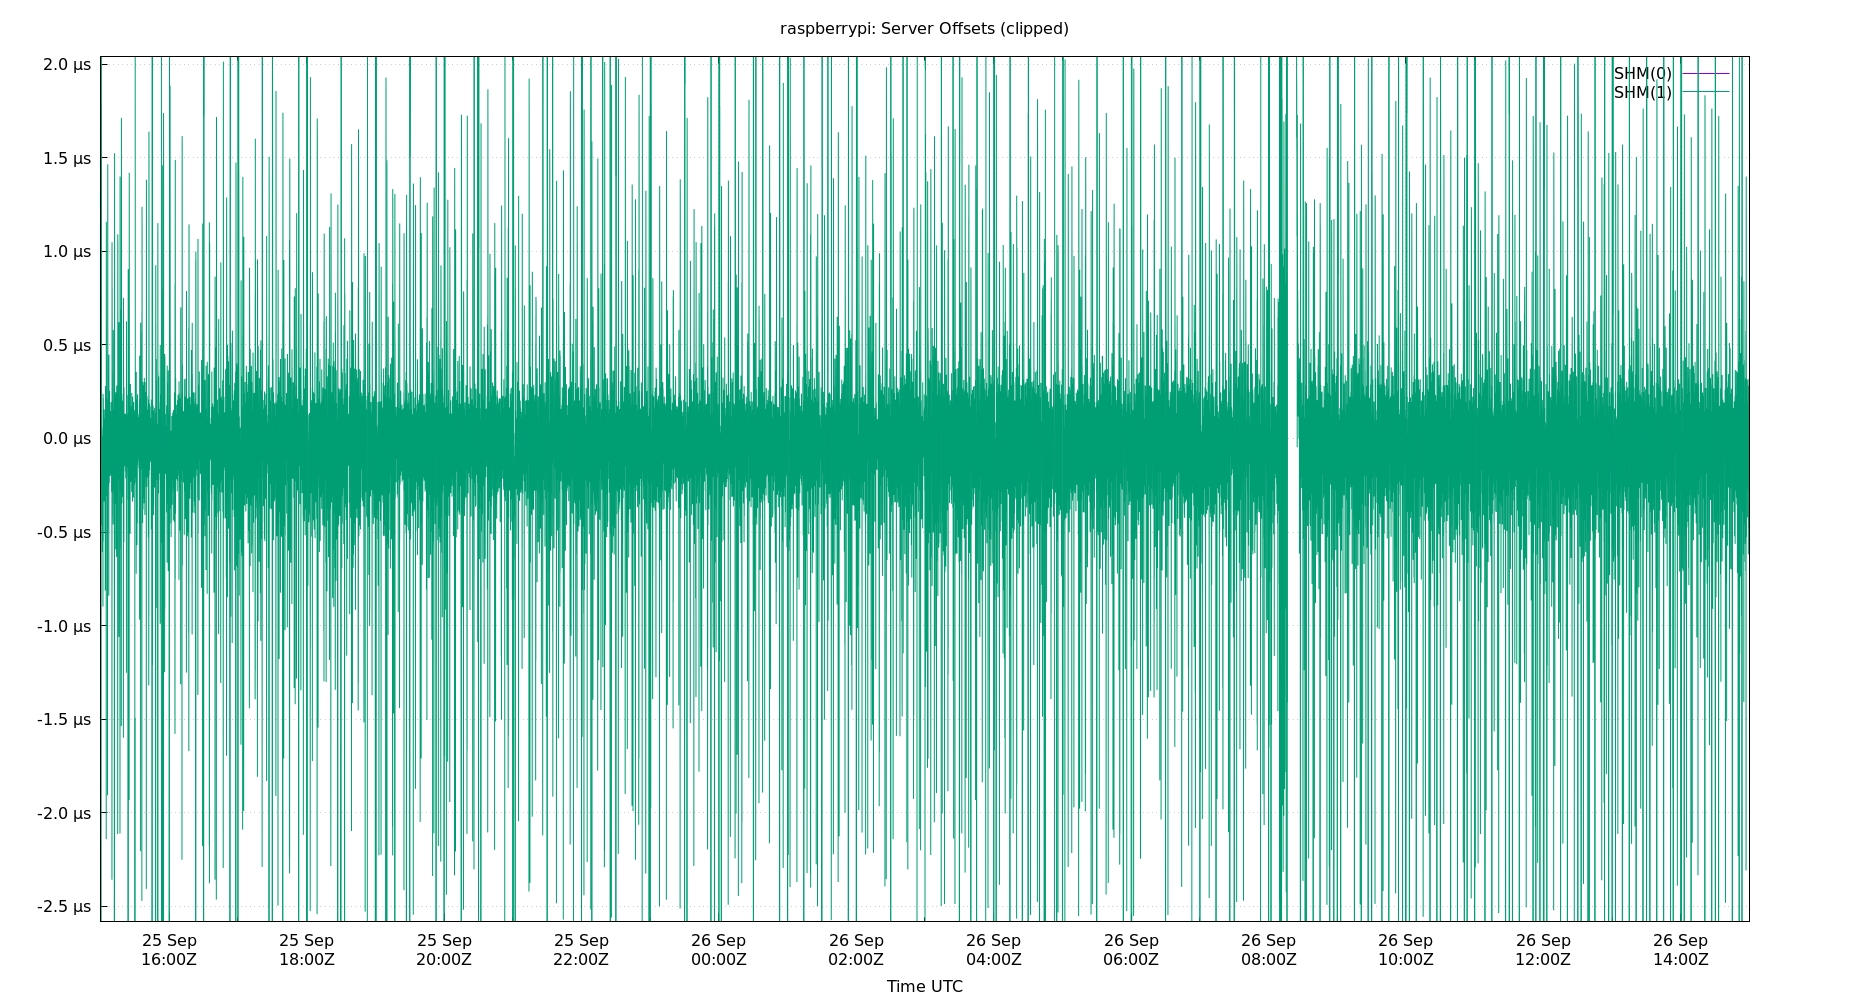 raspberrypi: Server Offsets (clipped)
SHM(0)
SHM(1)
2.0 µs
1.5 µs
1.0 µs
0.5 µs
0.0 µs
-0.5 µs
-1.0 µs
-1.5 µs
-2.0 µs
-2.5 µs
25 Sep 25 Sep 25 Sep 25 Sep 26 Sep 26 Sep 26 Sep 26 Sep 26 Sep 26 Sep 26 Sep 26 Sep
16:00Z 18:00Z 20:00Z 22:00Z 00:00Z 02:00Z 04:00Z 06:00Z 08:00Z 10:00Z 12:00Z 14:00Z
Time UTC